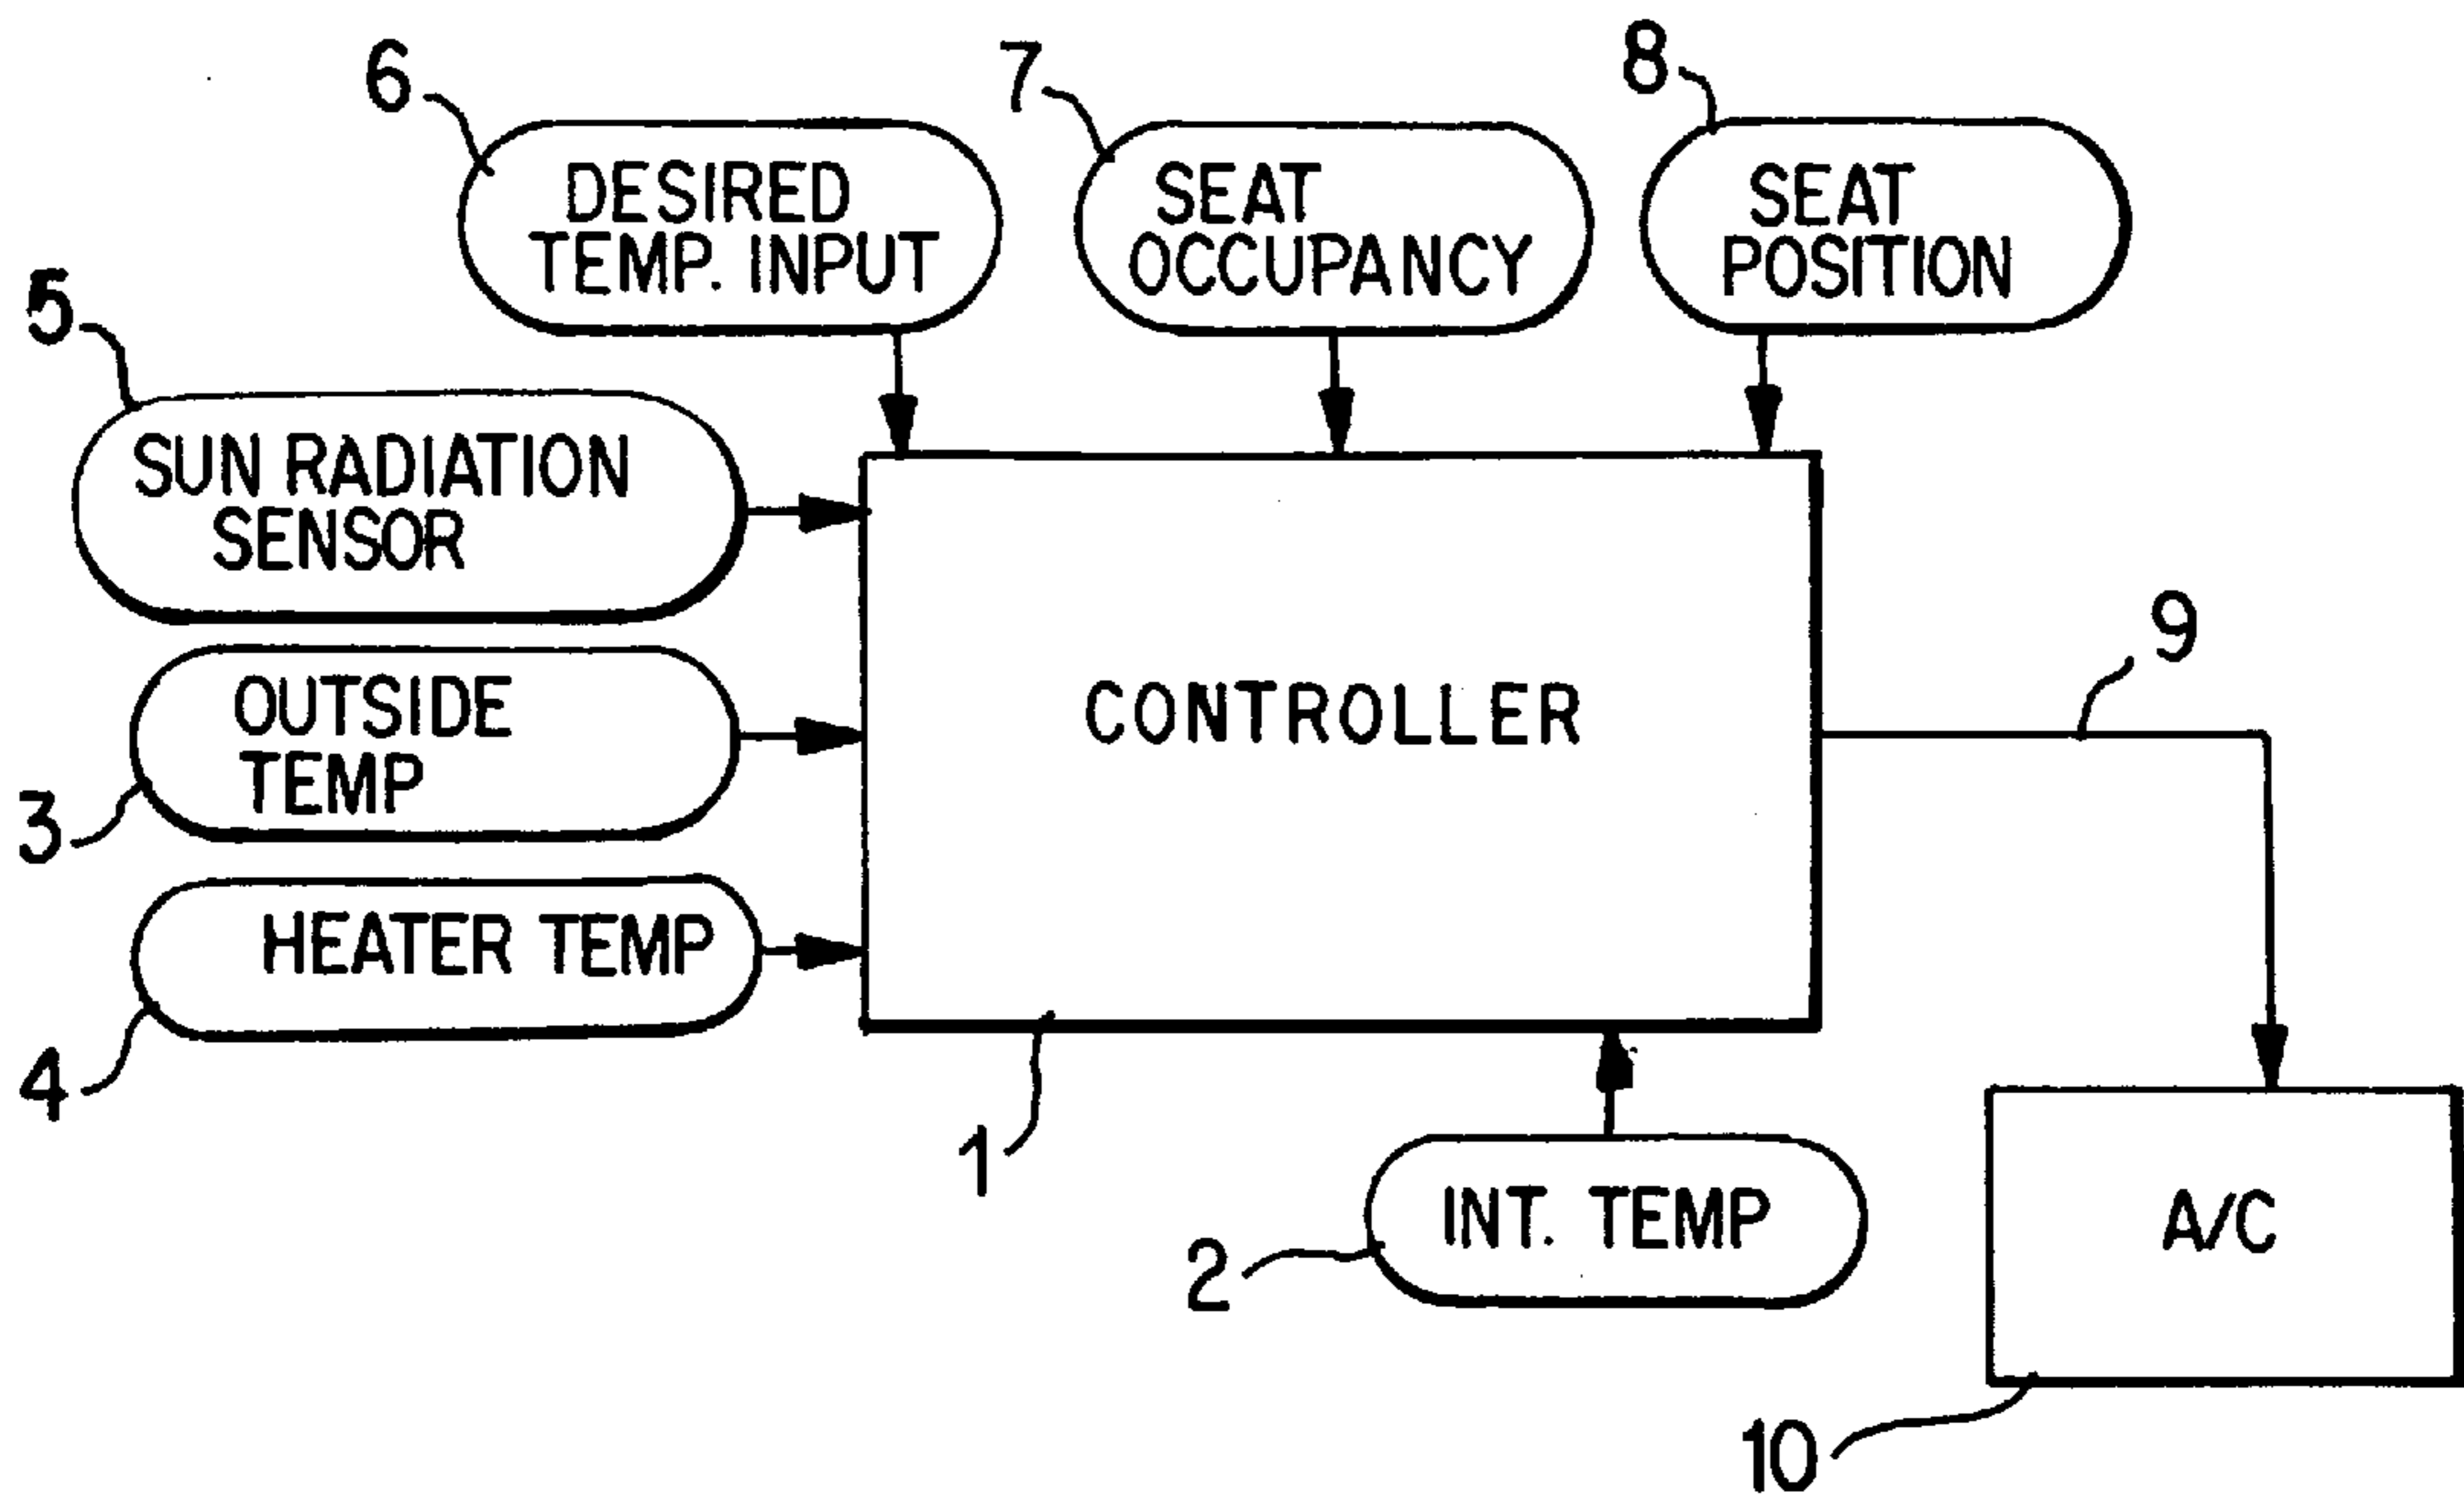 6
7
8
DESIRED
TEMP. INPUT
SEAT
OCCUPANCY
SEAT
POSITION
5
SUN RADIATION
SENSOR
9
OUTSIDE
TEMP
CONTROLLER
3
HEATER TEMP
4
1
INT. TEMP
2
A/C
10